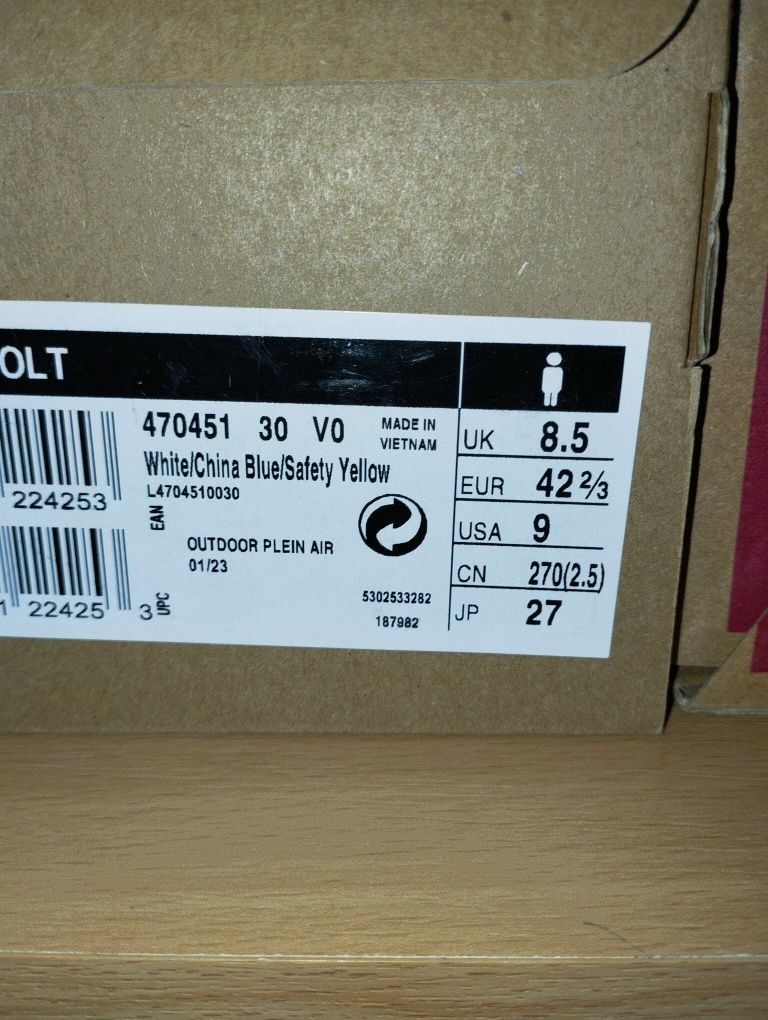 OLT
470451 30 V0
MADE IN
VIETNAM
White/China Blue/Safety Yellow
L4704510030
224253
EAN
OUTDOOR PLEIN AIR
01/23
1 22425 3
UPC
5302533282
187982
UK 8.5
EUR 42 2/3
USA 9
CN 270(2.5)
JP 27